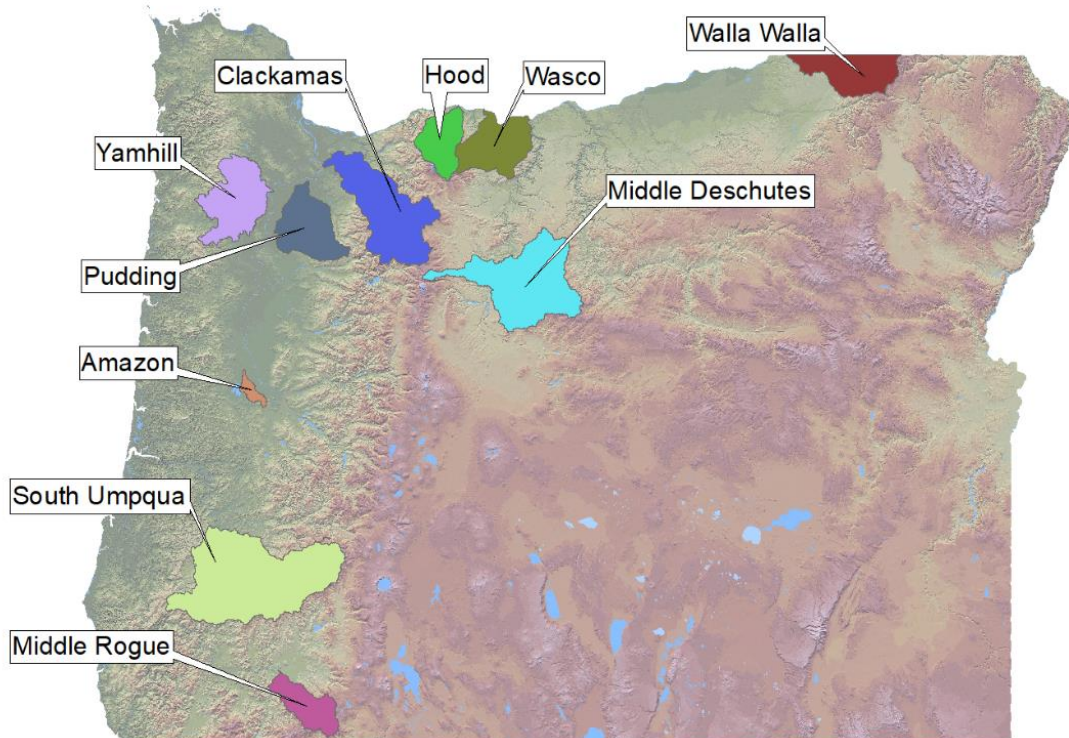 Walla Walla
Clackamas
Hood
Wasco
Yamhill
Middle Deschutes
Pudding
Amazon
South Umpqua
Middle Rogue